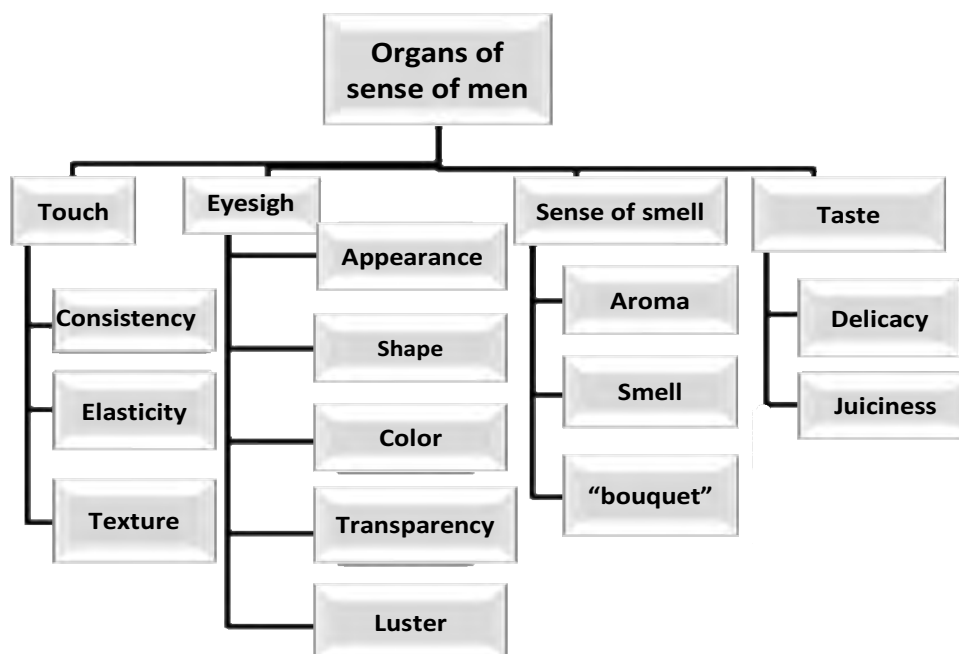 Organs of
sense of men
Touch
Eyesigh
Sense of smell
Taste
Consistency
Elasticity
Texture
Appearance
Shape
Color
Transparency
Luster
Aroma
Smell
“bouquet”
Delicacy
Juiciness